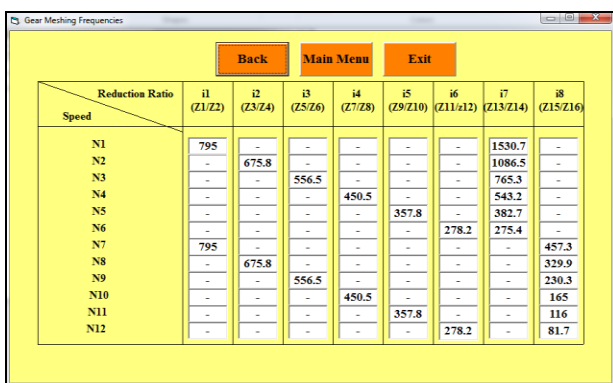 Gear Meshing Frequencies
Back Main Menu Exit
Reduction Ratio i1 i2 i3 i4 i5 i6 i7 i8
Speed (Z1/Z2) (Z3/Z4) (Z5/Z6) (Z7/Z8) (Z9/Z10) (Z11/z12) (Z13/Z14) (Z15/Z16)
N1 795 - - - - - 1530.7 -
N2 - 675.8 - - - - 1086.5 -
N3 - - 556.5 - - - 765.3 -
N4 - - - 450.5 - - 543.2 -
N5 - - - - 357.8 - 382.7 -
N6 - - - - - 278.2 275.4 -
N7 795 - - - - - - 457.3
N8 - 675.8 - - - - - 329.9
N9 - - 556.5 - - - - 230.3
N10 - - - 450.5 - - - 165
N11 - - - - 357.8 - - 116
N12 - - - - - 278.2 - 81.7